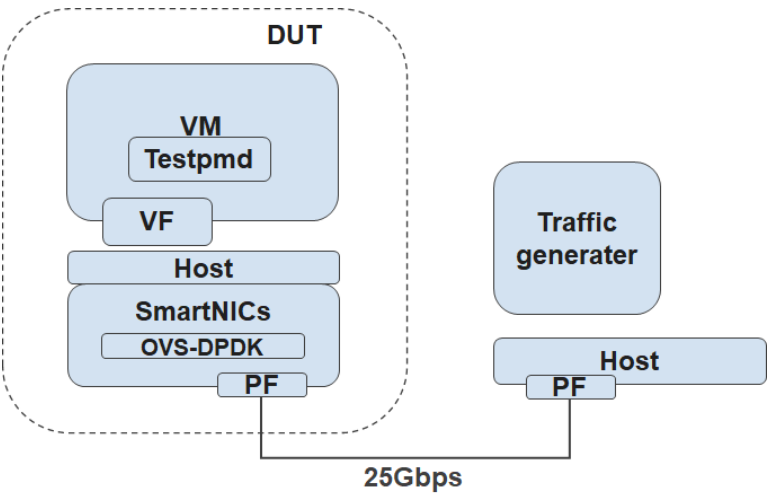 DUT
VM
Testpmd
VF
Host
SmartNICs
OVS-DPDK
PF
Traffic
generater
Host
PF
25Gbps